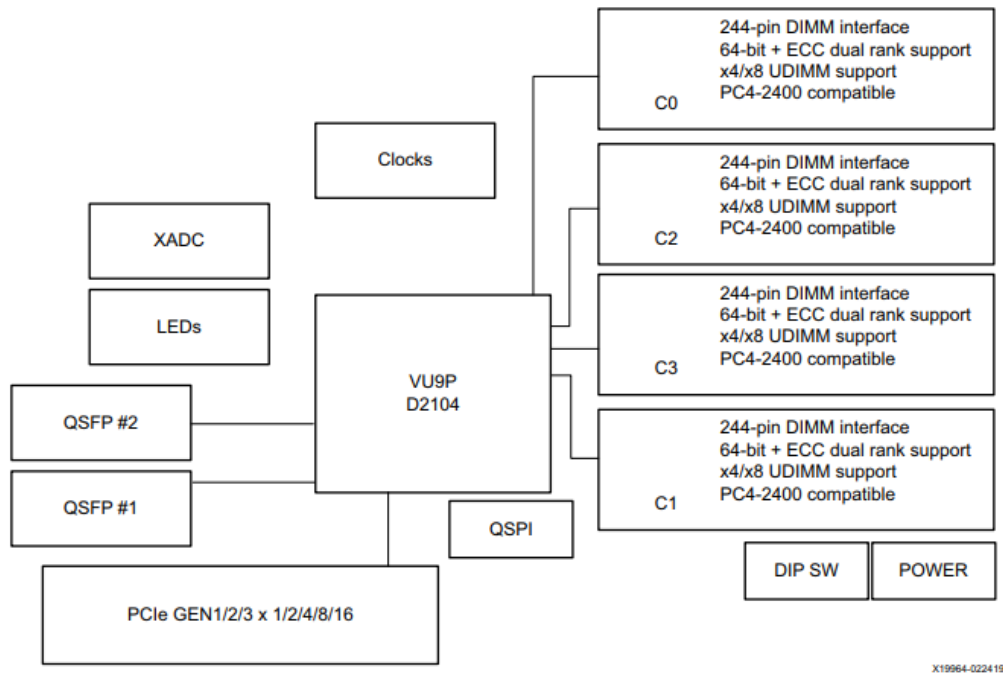 244-pin DIMM interface
64-bit + ECC dual rank support
x4/x8 UDIMM support
PC4-2400 compatible
C0
Clocks
244-pin DIMM interface
64-bit + ECC dual rank support
x4/x8 UDIMM support
PC4-2400 compatible
C2
XADC
LEDs
244-pin DIMM interface
64-bit + ECC dual rank support
x4/x8 UDIMM support
PC4-2400 compatible
C3
VU9P
D2104
QSFP #2
QSFP #1
244-pin DIMM interface
64-bit + ECC dual rank support
x4/x8 UDIMM support
PC4-2400 compatible
C1
QSPI
DIP SW
POWER
PCIe GEN1/2/3 x 1/2/4/8/16
X19964-022419